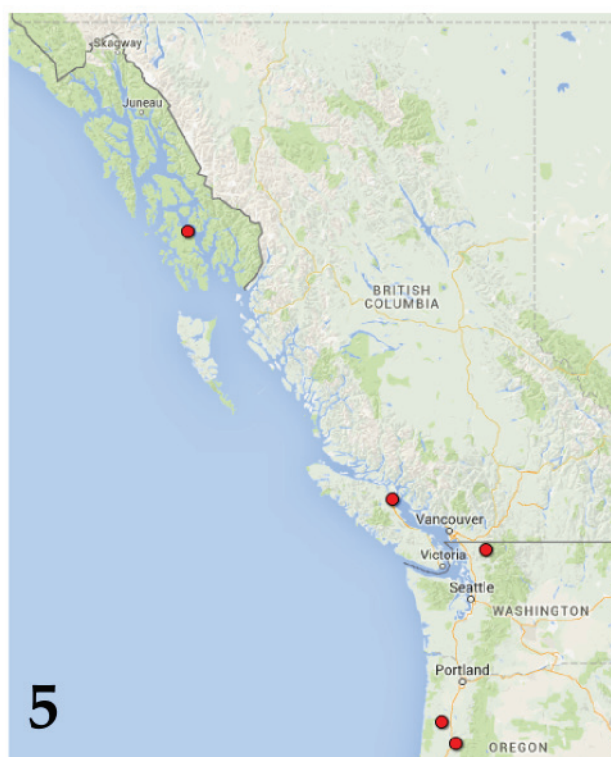 Skagway
Juneau
BRITISH
COLUMBIA
Vancouver
Victoria
Seattle
WASHINGTON
Portland
5
OREGON